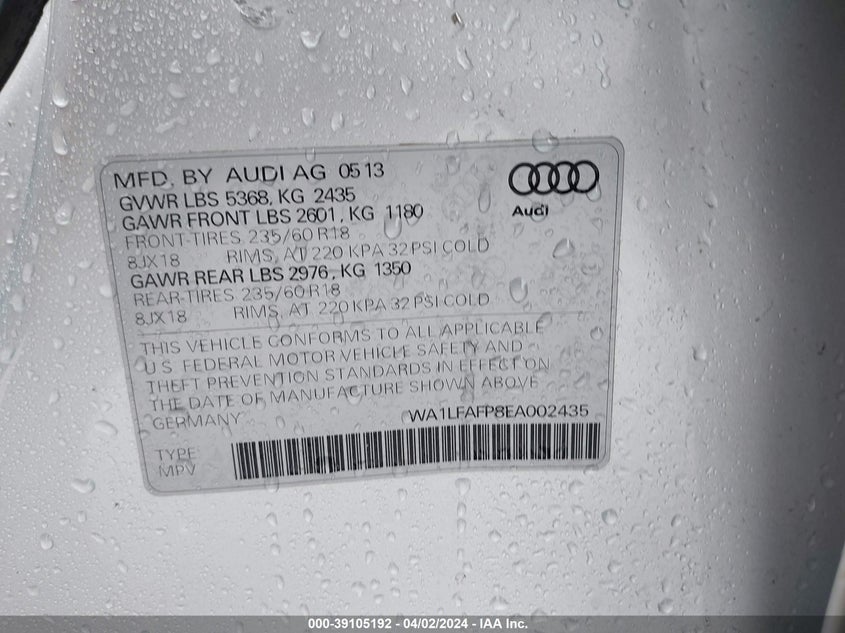 MFD. BY AUDI AG 05 13
GVWR LBS 5368, KG 2435
GAWR FRONT LBS 2601, KG 1180
FRONT-TIRES 235/60 R18
8JX18 RIMS, AT 220 KPA 32 PSI COLD
GAWR REAR LBS 2976, KG 1350
REAR-TIRES 235/60 R18
8JX18 RIMS, AT 220 KPA 32 PSI COLD
Audi
THIS VEHICLE CONFORMS TO ALL APPLICABLE
U.S. FEDERAL MOTOR VEHICLE SAFETY AND
THEFT PREVENTION STANDARDS IN EFFECT ON
THE DATE OF MANUFACTURE SHOWN ABOVE
GERMANY WA1LFAFP8EA002435
TYPE
MPV
000-39105192 - 04/02/2024 - IAA Inc.